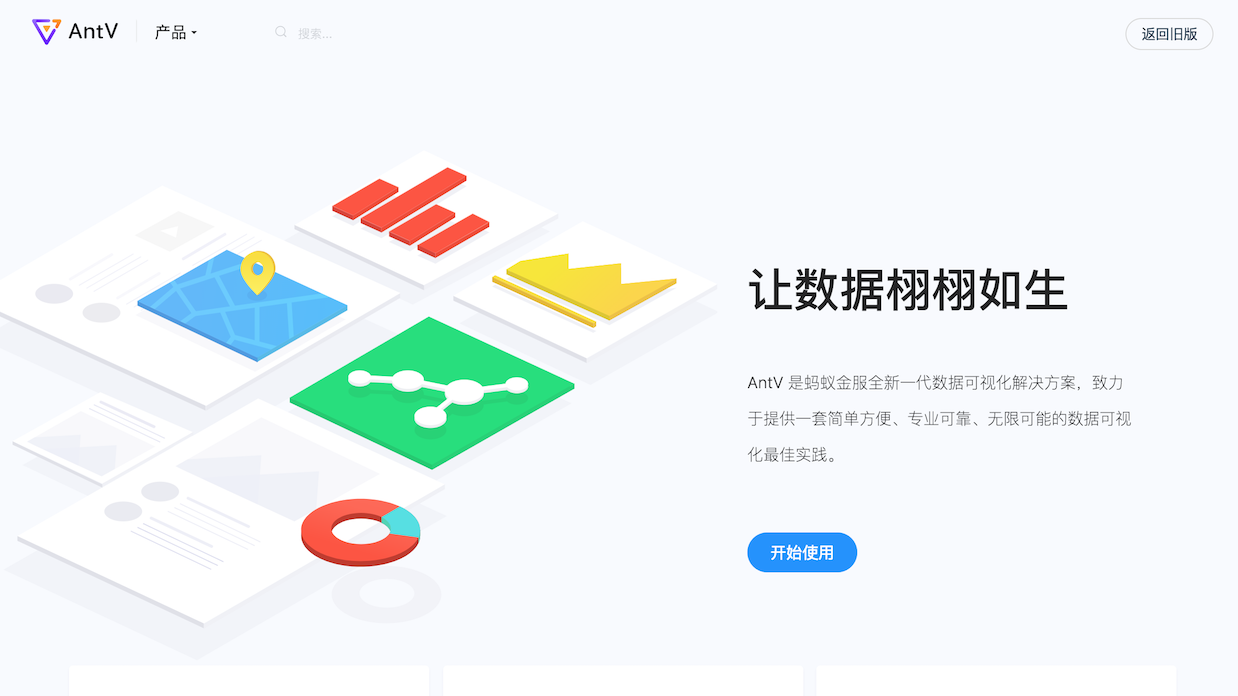 AntV
产品
搜索...
返回旧版
让数据栩栩如生
AntV 是蚂蚁金服全新一代数据可视化解决方案，致力
于提供一套简单方便、专业可靠、无限可能的数据可视
化最佳实践。
开始使用